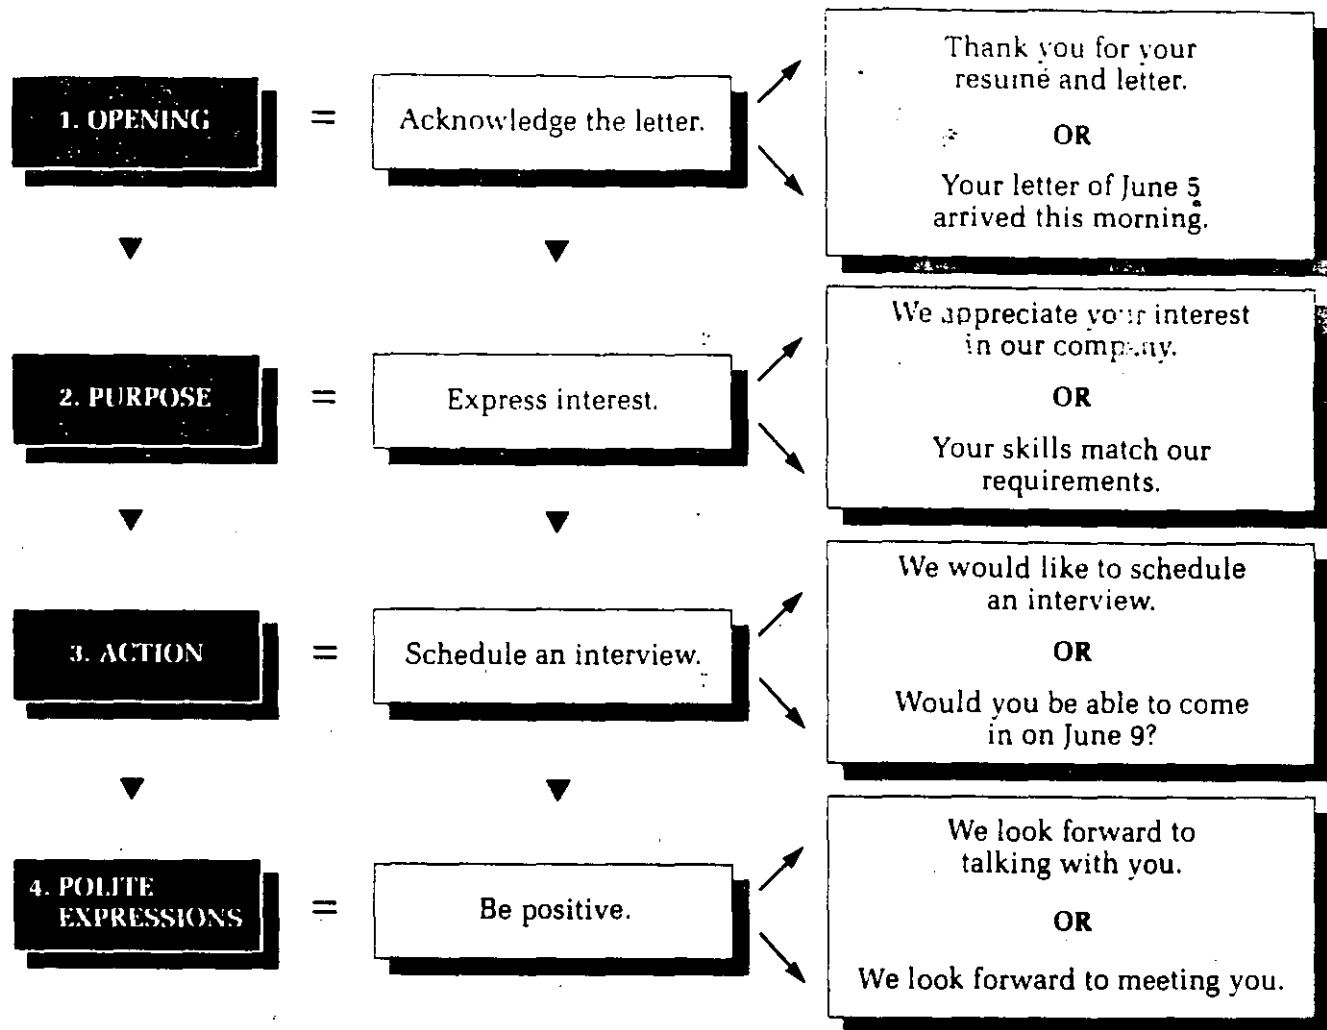 1. OPENING
=
Acknowledge the letter.
Thank you for your
resumé and letter.
OR
Your letter of June 5
arrived this morning.
2. PURPOSE
=
Express interest.
We appreciate your interest
in our company.
OR
Your skills match our
requirements.
3. ACTION
=
Schedule an interview.
We would like to schedule
an interview.
OR
Would you be able to come
in on June 9?
4. POLITE
EXPRESSIONS
=
Be positive.
We look forward to
talking with you.
OR
We look forward to meeting you.